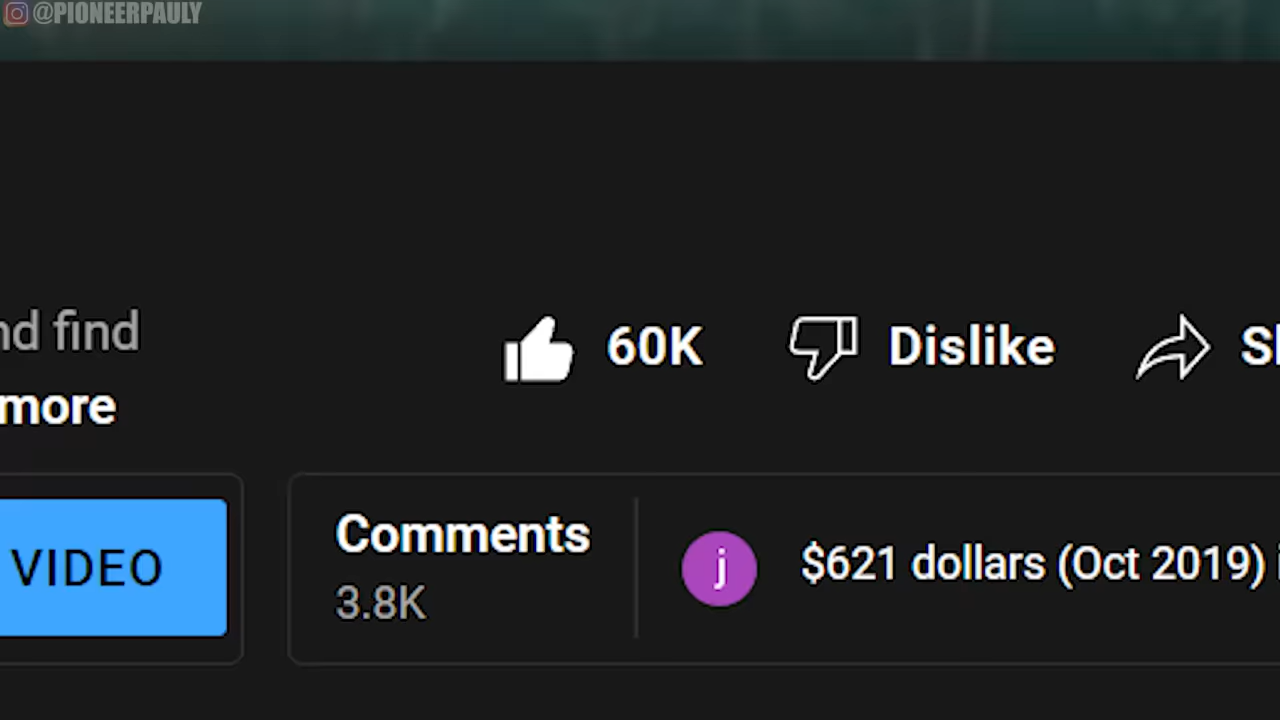 @PIONEERPAULY
nd find
more
60K
Dislike
VIDEO
Comments
3.8K
j
$621 dollars (Oct 2019)